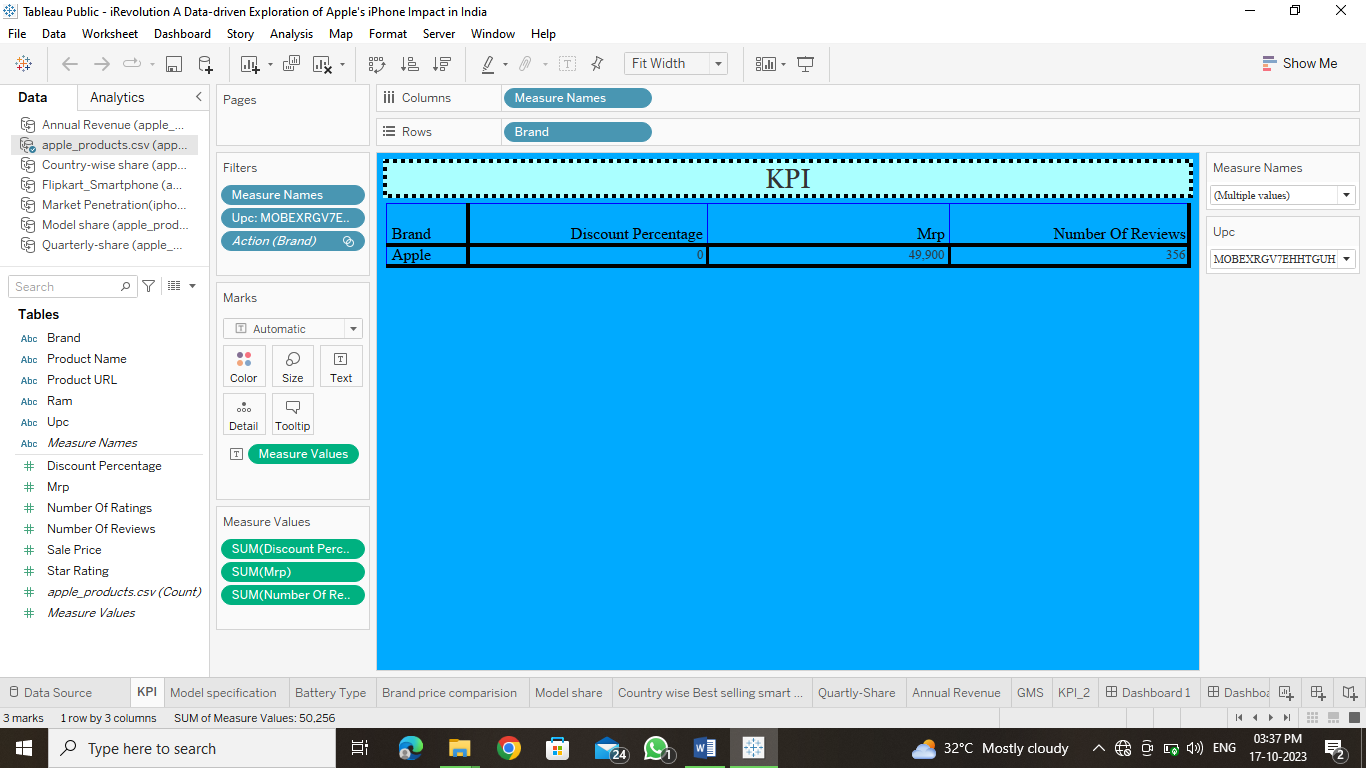 Tableau Public - iRevolution A Data-driven Exploration of Apple's iPhone Impact in India
File Data Worksheet Dashboard Story Analysis Map Format Server Window Help
Fit Width
Show Me
Data Analytics
Annual Revenue (apple_...
apple_products.csv (app...
Country-wise share (app...
Flipkart_Smartphone (a...
Market Penetration(ipho...
Model share (apple_prod...
Quarterly-share (apple_...
Search
Tables
Abc Brand
Abc Product Name
Abc Product URL
Abc Ram
Abc Upc
Abc Measure Names
# Discount Percentage
# Mrp
# Number Of Ratings
# Number Of Reviews
# Sale Price
# Star Rating
# apple_products.csv (Count)
# Measure Values
Pages
Filters
Measure Names
Upc: MOBEXRGV7E..
Action (Brand)
Marks
T Automatic
Color Size T Text
Detail Tooltip
T Measure Values
Measure Values
SUM(Discount Perc..
SUM(Mrp)
SUM(Number Of Re..
Columns Measure Names
Rows Brand
KPI
Brand Discount Percentage Mrp Number Of Reviews
Apple 0 49,900 356
Measure Names
(Multiple values)
Upc
MOBEXRGV7EHHTGUH
Data Source KPI Model specification Battery Type Brand price comparision Model share Country wise Best selling smart ... Quartly-Share Annual Revenue GMS KPI_2 Dashboard 1 Dashboa
3 marks 1 row by 3 columns SUM of Measure Values: 50,256
Type here to search
24
1
W
32°C Mostly cloudy
ENG
03:37 PM
17-10-2023
2